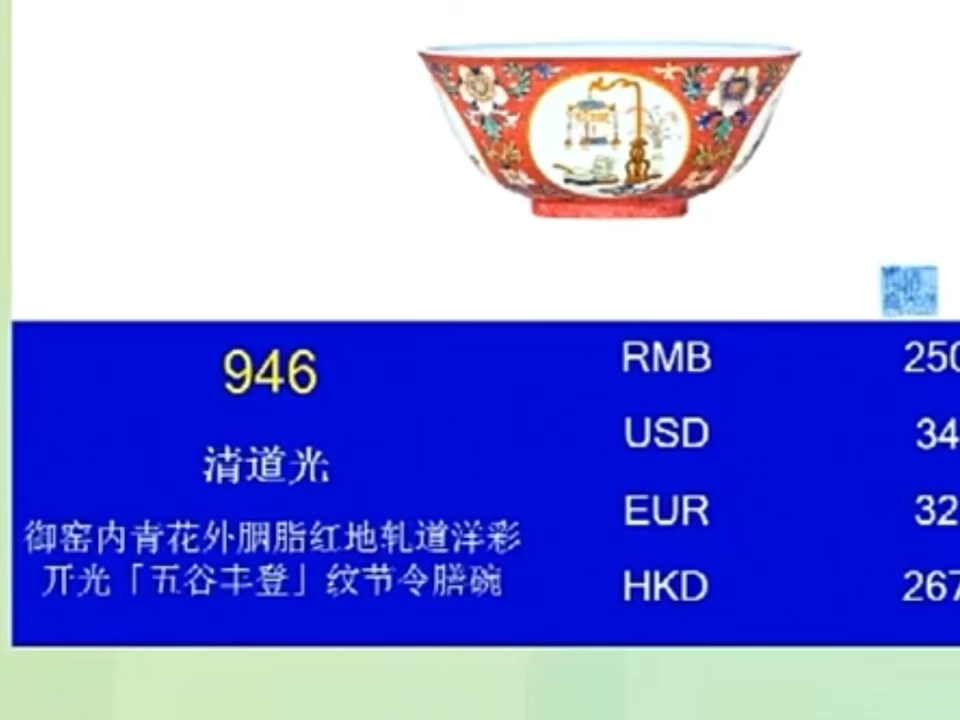 946
清道光
御窑内青花外胭脂红地轧道洋彩
开光「五谷丰登」纹节令膳碗
RMB 250
USD 34
EUR 32
HKD 267